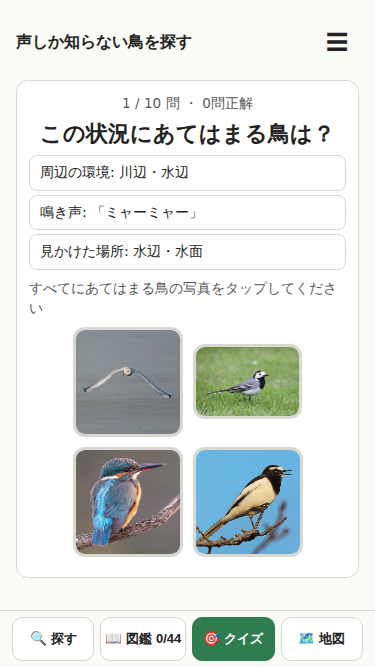 声しか知らない鳥を探す
1 / 10 問 ・ 0問正解
この状況にあてはまる鳥は？
周辺の環境: 川辺・水辺
鳴き声: 「ミャーミャー」
見かけた場所: 水辺・水面
すべてにあてはまる鳥の写真をタップしてくださ
い
🔍 探す
📖 図鑑 0/44
🎯 クイズ
🗺️ 地図